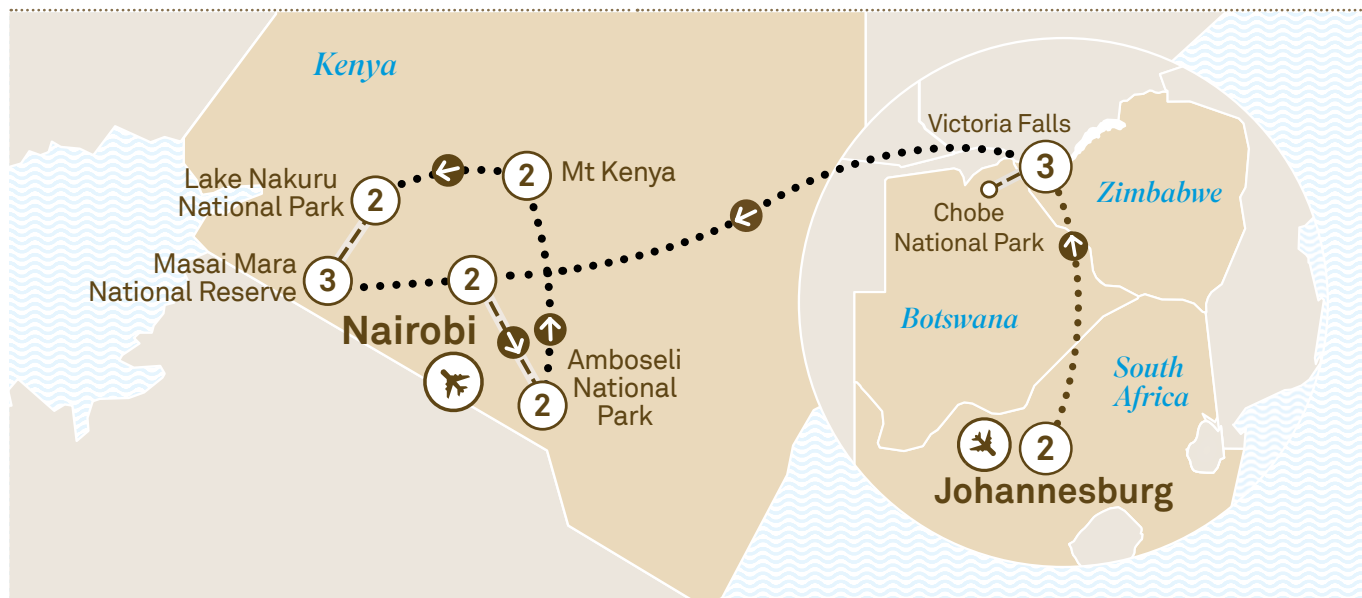 Kenya
Victoria Falls
3
Mt Kenya
2
Lake Nakuru
National Park
2
Zimbabwe
Chobe
National Park
Masai Mara
National Reserve
3
2
Nairobi
Botswana
Amboseli
National
Park
2
South
Africa
2
Johannesburg